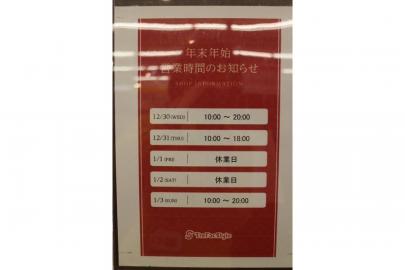 年末年始
営業時間のお知らせ
SHOP INFORMATION
12/30(WED) 10:00 〜 20:00
12/31(THU) 10:00 〜 18:00
1/1(FRI) 休業日
1/2(SAT) 休業日
1/3(SUN) 10:00 〜 20:00
TreFacStyle